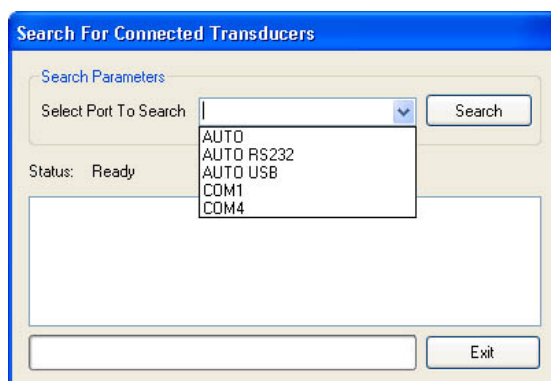 Search For Connected Transducers
Search Parameters
Select Port To Search
Search
AUTO
AUTO RS232
AUTO USB
COM1
COM4
Status: Ready
Exit